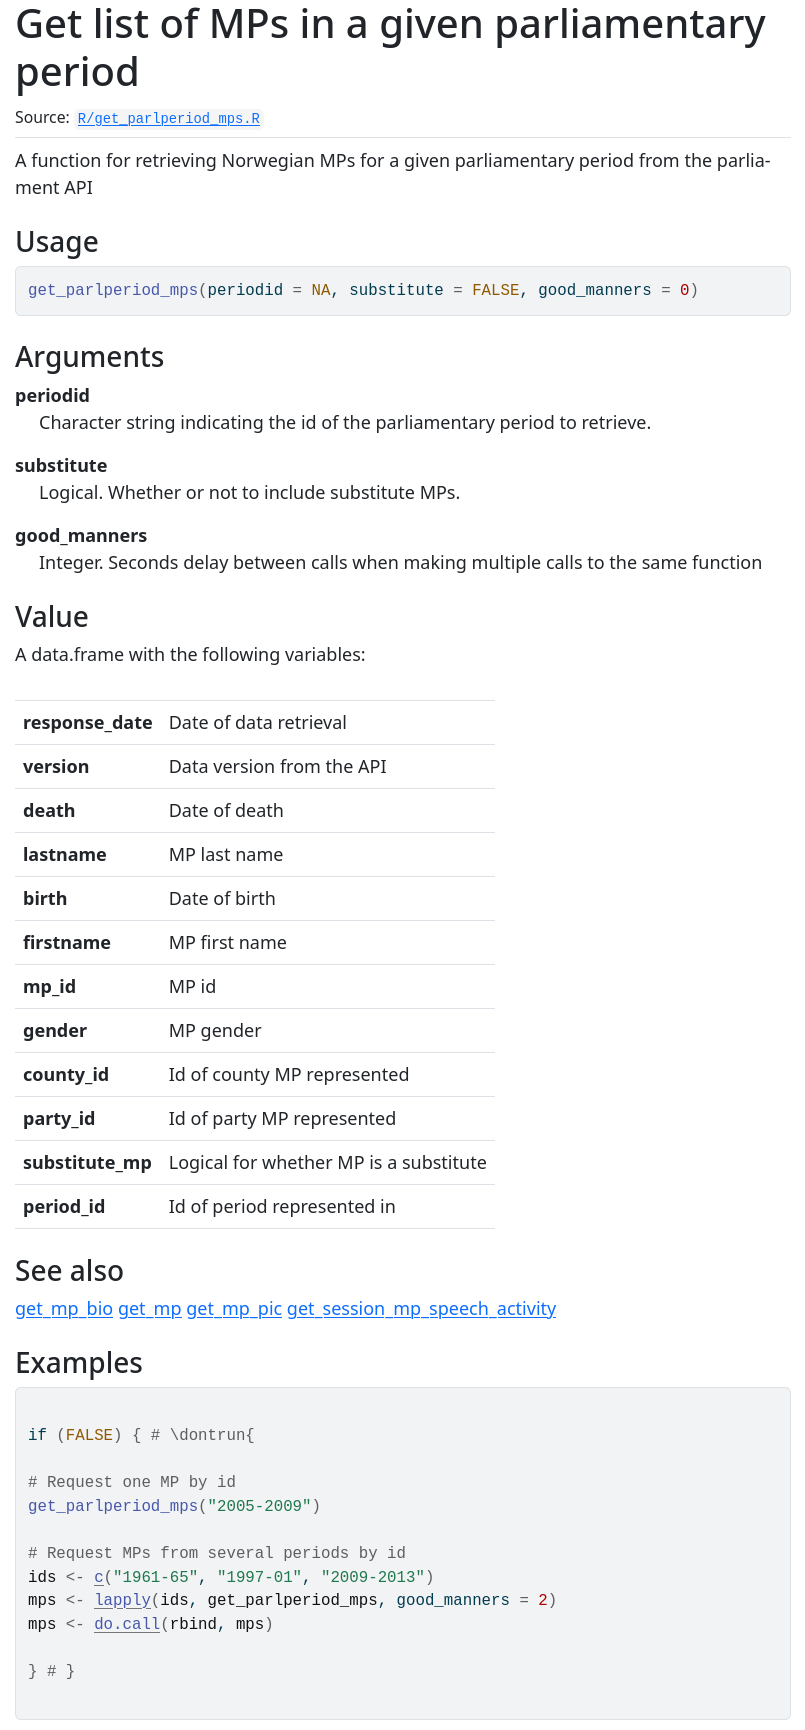 Get list of MPs in a given parliamentary
period
Source: R/get_parlperiod_mps.R
A function for retrieving Norwegian MPs for a given parliamentary period from the parlia-
ment API
Usage
get_parlperiod_mps(periodid = NA, substitute = FALSE, good_manners = 0)
Arguments
periodid
Character string indicating the id of the parliamentary period to retrieve.
substitute
Logical. Whether or not to include substitute MPs.
good_manners
Integer. Seconds delay between calls when making multiple calls to the same function
Value
A data.frame with the following variables:
response_date Date of data retrieval
version Data version from the API
death Date of death
lastname MP last name
birth Date of birth
firstname MP first name
mp_id MP id
gender MP gender
county_id Id of county MP represented
party_id Id of party MP represented
substitute_mp Logical for whether MP is a substitute
period_id Id of period represented in
See also
get_mp_bio get_mp get_mp_pic get_session_mp_speech_activity
Examples
if (FALSE) { # \dontrun{
# Request one MP by id
get_parlperiod_mps("2005-2009")
# Request MPs from several periods by id
ids <- c("1961-65", "1997-01", "2009-2013")
mps <- lapply(ids, get_parlperiod_mps, good_manners = 2)
mps <- do.call(rbind, mps)
} # }